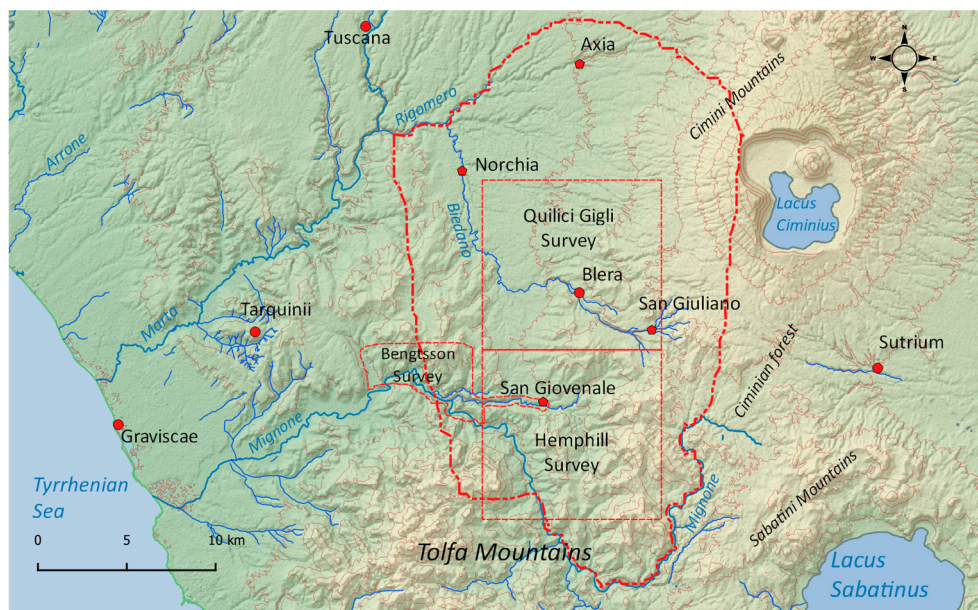 Tuscana
Axia
N
W
E
S
Rigomero
Cimini Mountains
Arrone
Norchia
Quilici Gigli
Survey
Lacus
Ciminius
Biedano
Blera
San Giuliano
Marta
Tarquinii
Bengtsson
Survey
San Giovenale
Ciminian forest
Sutrium
Mignone
Graviscae
Hemphill
Survey
Tyrrhenian
Sea
Mignone
Sabatini Mountains
0
5
10 km
Tolfa Mountains
Lacus
Sabatinus